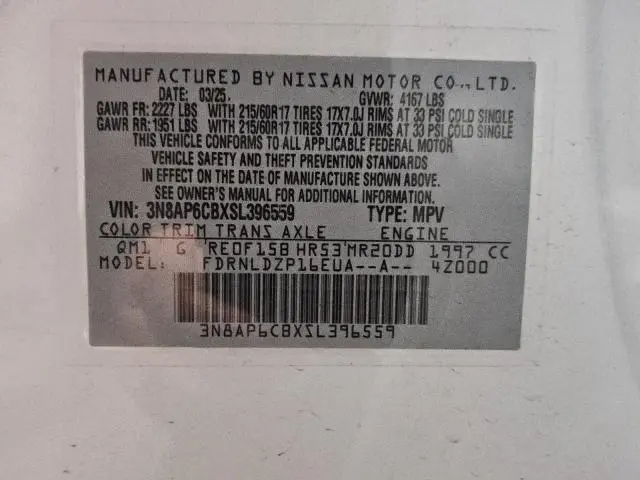 MANUFACTURED BY NISSAN MOTOR CO., LTD.
DATE: 03/25. GVWR: 4167 LBS
GAWR FR: 2227 LBS WITH 215/60R17 TIRES 17X7.0J RIMS AT 33 PSI COLD SINGLE
GAWR RR: 1951 LBS WITH 215/60R17 TIRES 17X7.0J RIMS AT 33 PSI COLD SINGLE
THIS VEHICLE CONFORMS TO ALL APPLICABLE FEDERAL MOTOR
VEHICLE SAFETY AND THEFT PREVENTION STANDARDS
IN EFFECT ON THE DATE OF MANUFACTURE SHOWN ABOVE.
SEE OWNER'S MANUAL FOR ADDITIONAL INFORMATION.
VIN: 3N8AP6CBXSL396559 TYPE: MPV
COLOR TRIM TRANS AXLE ENGINE
QM1 G RE0F15B HR53 MR20DD 1997 CC
FDRNLDZP16EUA--A-- 4Z000
3N8AP6CBXSL396559